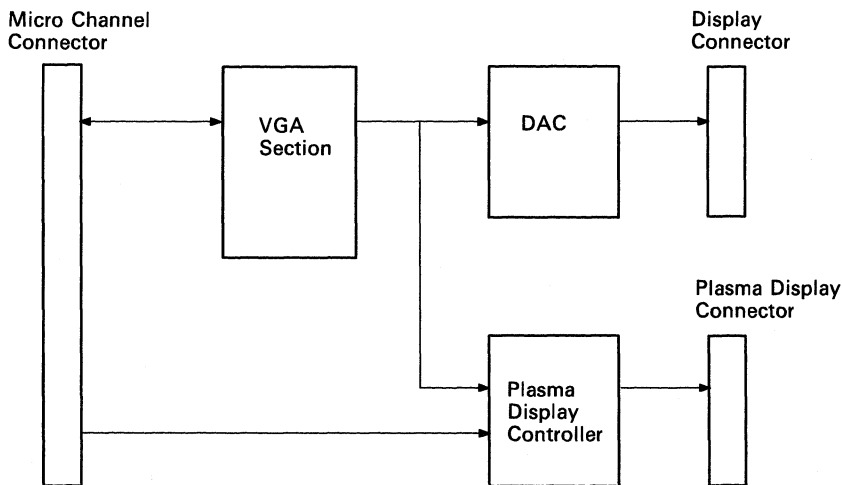 Micro Channel
Connector
Display
Connector
VGA
Section
DAC
Plasma Display
Connector
Plasma
Display
Controller